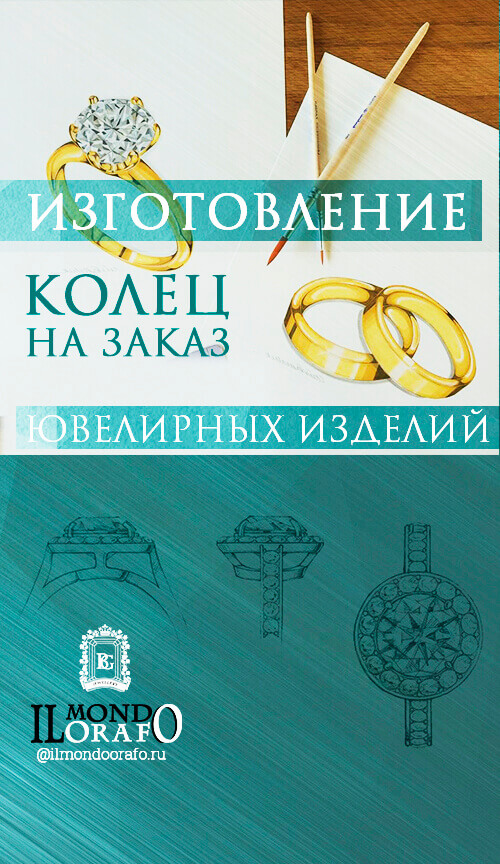 ИЗГОТОВЛЕНИЕ
КОЛЕЦ
НА ЗАКАЗ
ЮВЕЛИРНЫХ ИЗДЕЛИЙ
IL MONDO
ORAFO
@ilmondoorafo.ru